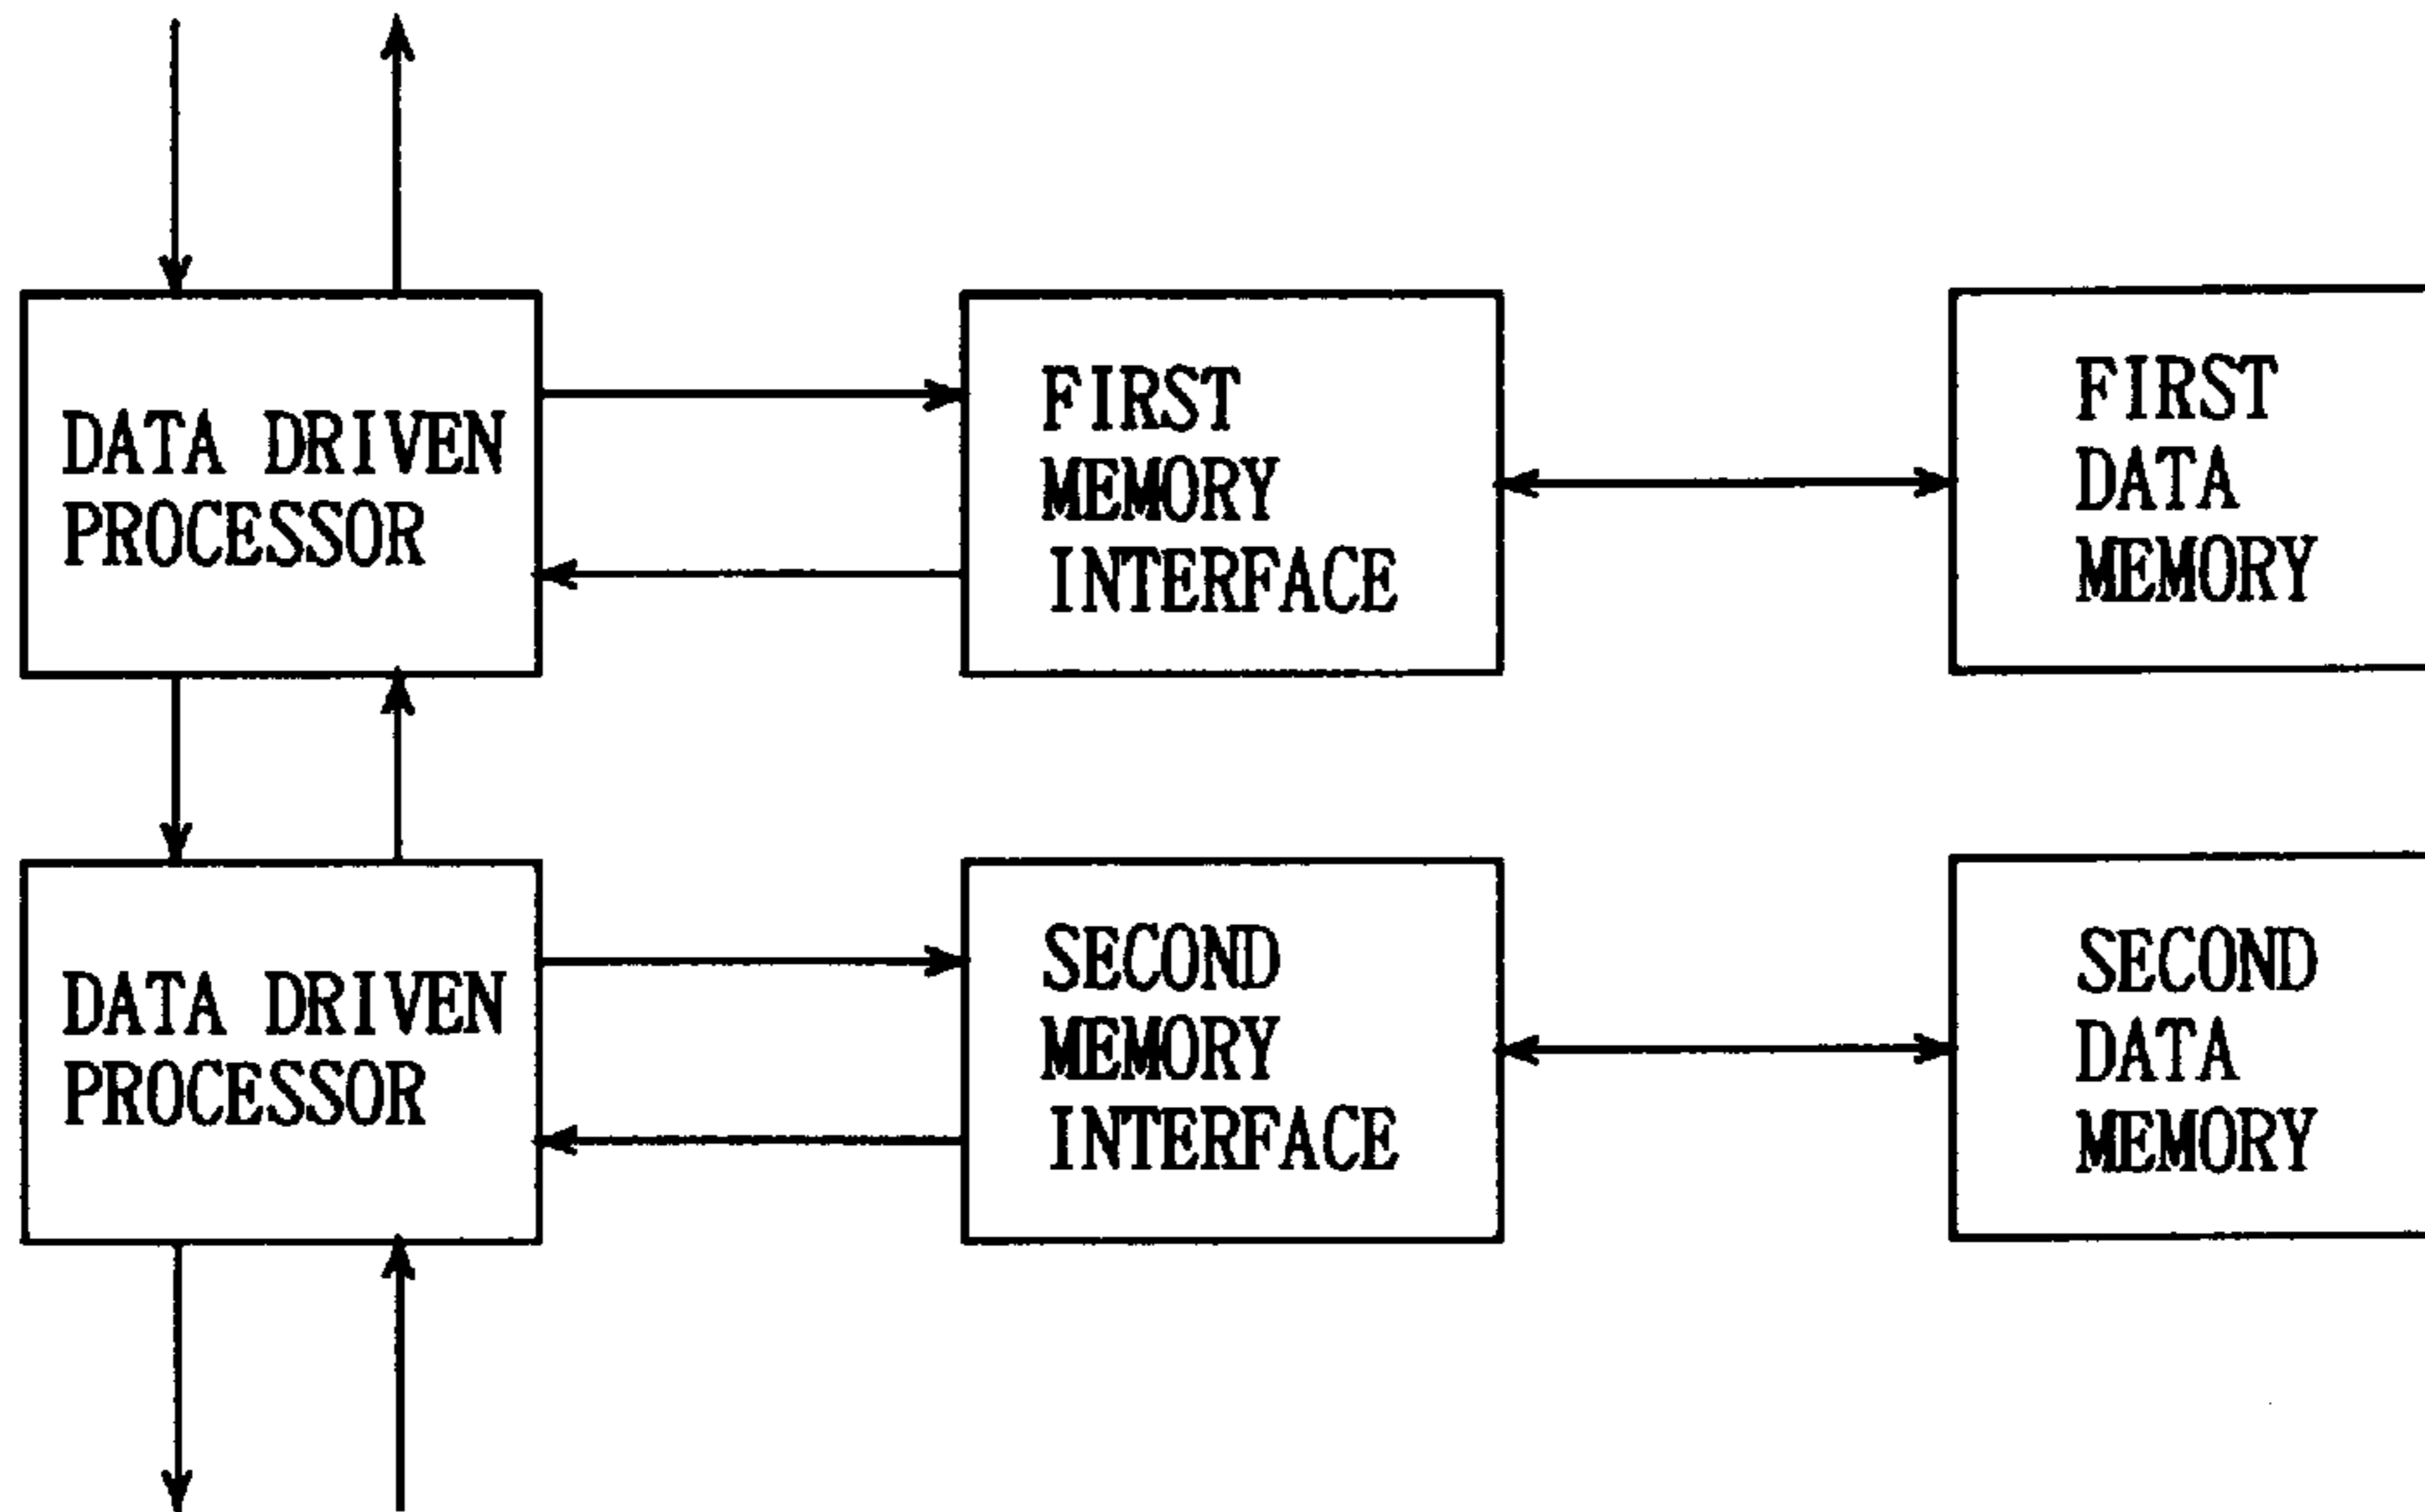 DATA DRIVEN
PROCESSOR
FIRST
MEMORY
INTERFACE
FIRST
DATA
MEMORY
DATA DRIVEN
PROCESSOR
SECOND
MEMORY
INTERFACE
SECOND
DATA
MEMORY